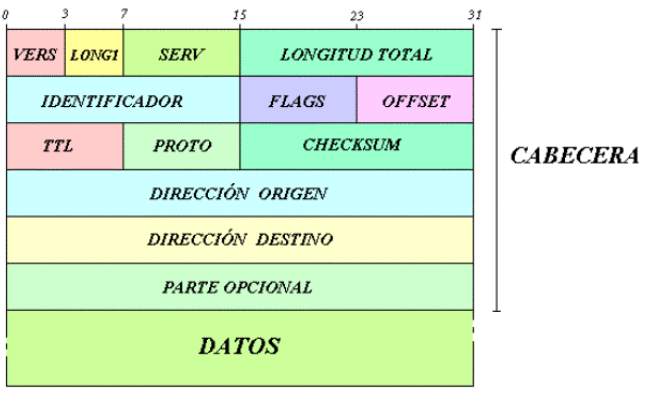 0 3 7 15 23 31
VERS LONG1 SERV LONGITUD TOTAL
IDENTIFICADOR FLAGS OFFSET
TTL PROTO CHECKSUM
CABECERA
DIRECCIÓN ORIGEN
DIRECCIÓN DESTINO
PARTE OPCIONAL
DATOS